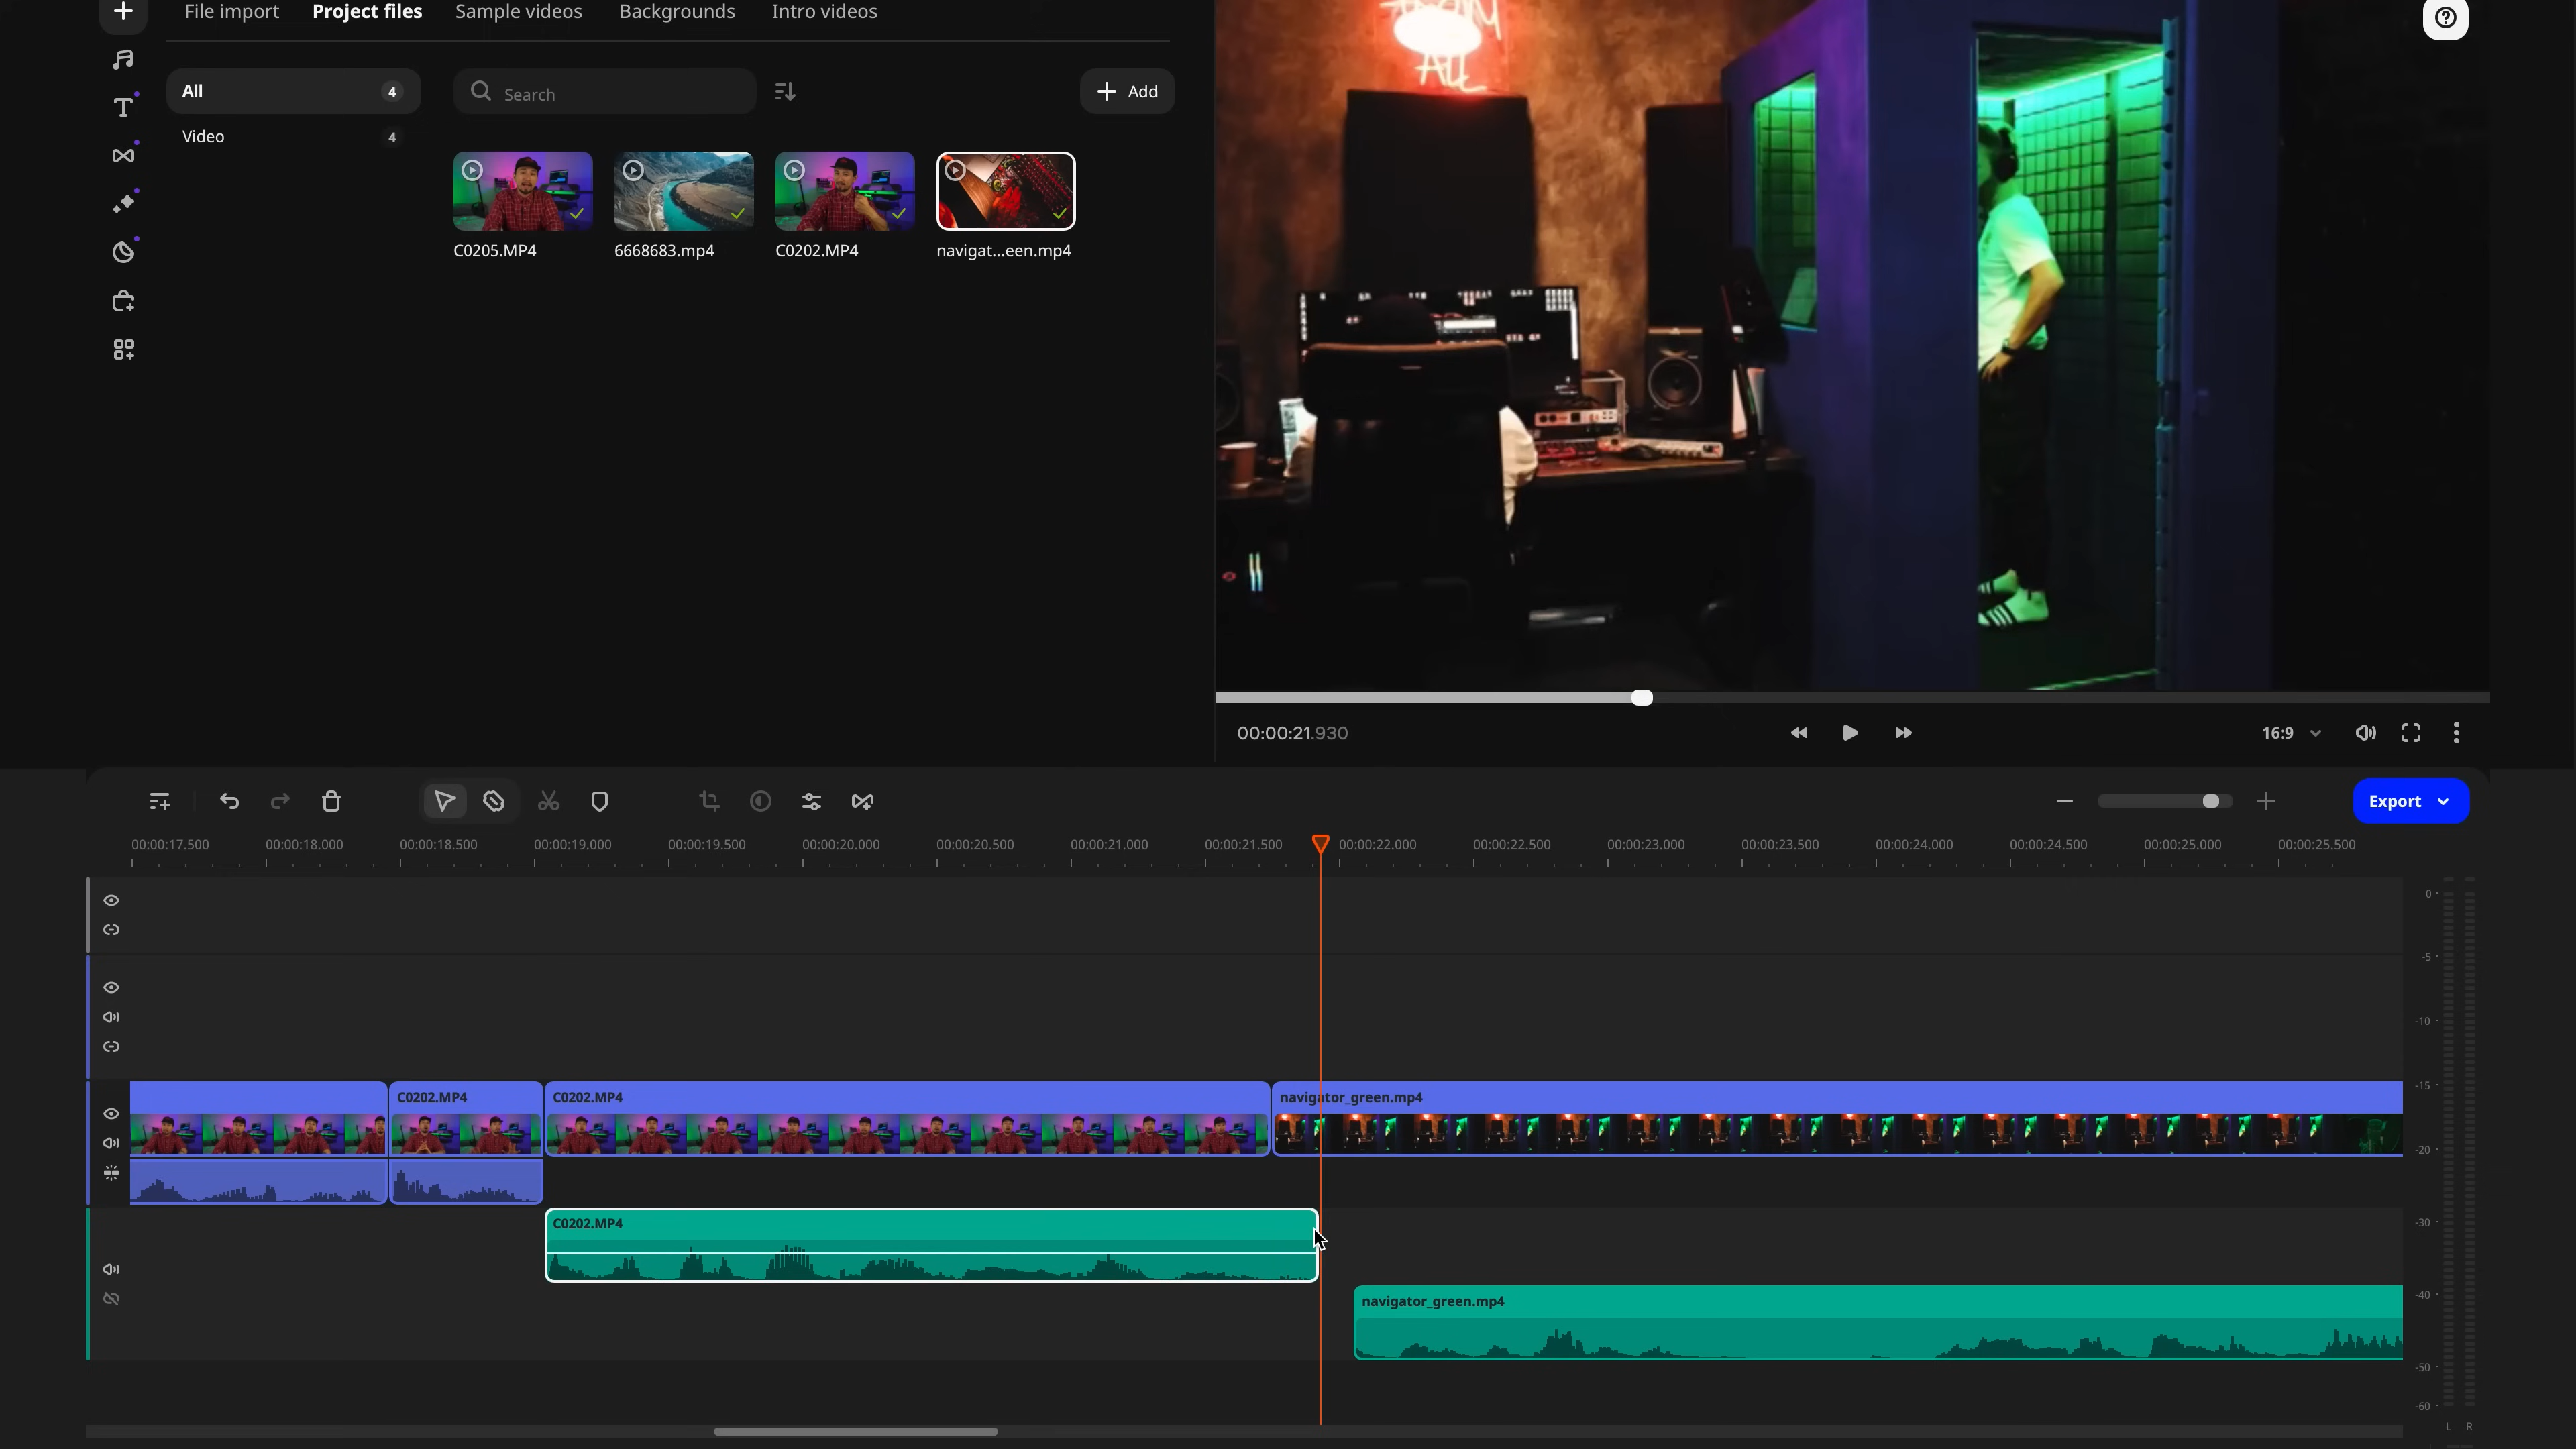 File import Project files Sample videos Backgrounds Intro videos
All 4
Search
Add
Video 4
C0205.MP4
6668683.mp4
C0202.MP4
navigat...een.mp4
ALL
00:00:21.930
16:9
Export
00:00:17.500 00:00:18.000 00:00:18.500 00:00:19.000 00:00:19.500 00:00:20.000 00:00:20.500 00:00:21.000 00:00:21.500 00:00:22.000 00:00:22.500 00:00:23.000 00:00:23.500 00:00:24.000 00:00:24.500 00:00:25.000 00:00:25.500
0
-5
-10
-15
C0202.MP4
C0202.MP4
navigator_green.mp4
-20
C0202.MP4
-30
-40
navigator_green.mp4
-50
-60
L R